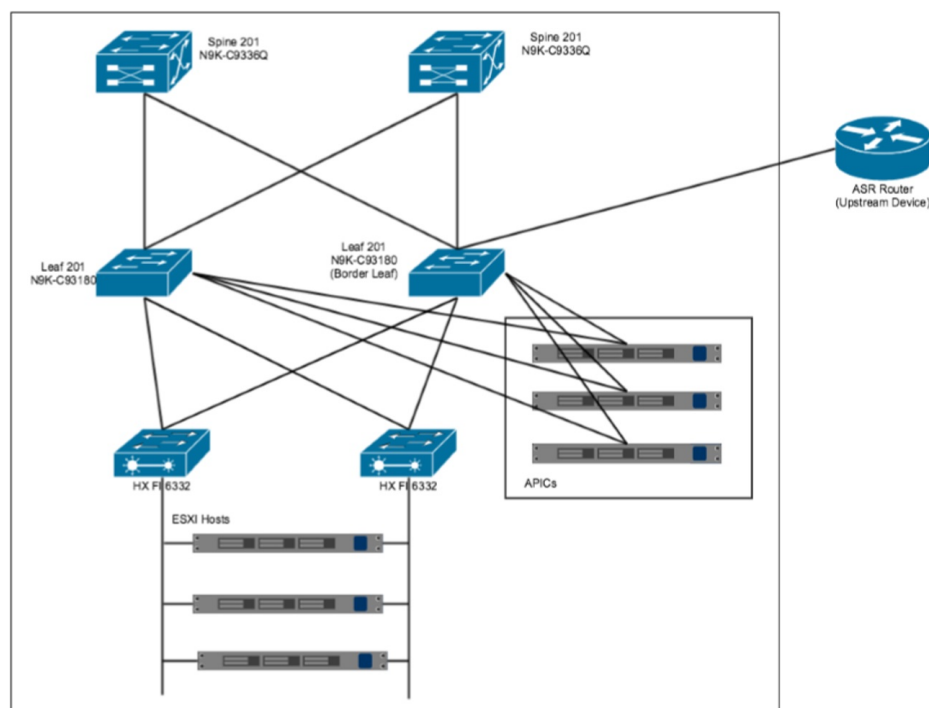 Spine 201
N9K-C9336Q
Spine 201
N9K-C9336Q
ASR Router
(Upstream Device)
Leaf 201
N9K-C93180
Leaf 201
N9K-C93180
(Border Leaf)
APICs
HX FI 6332
HX FI 6332
ESXI Hosts